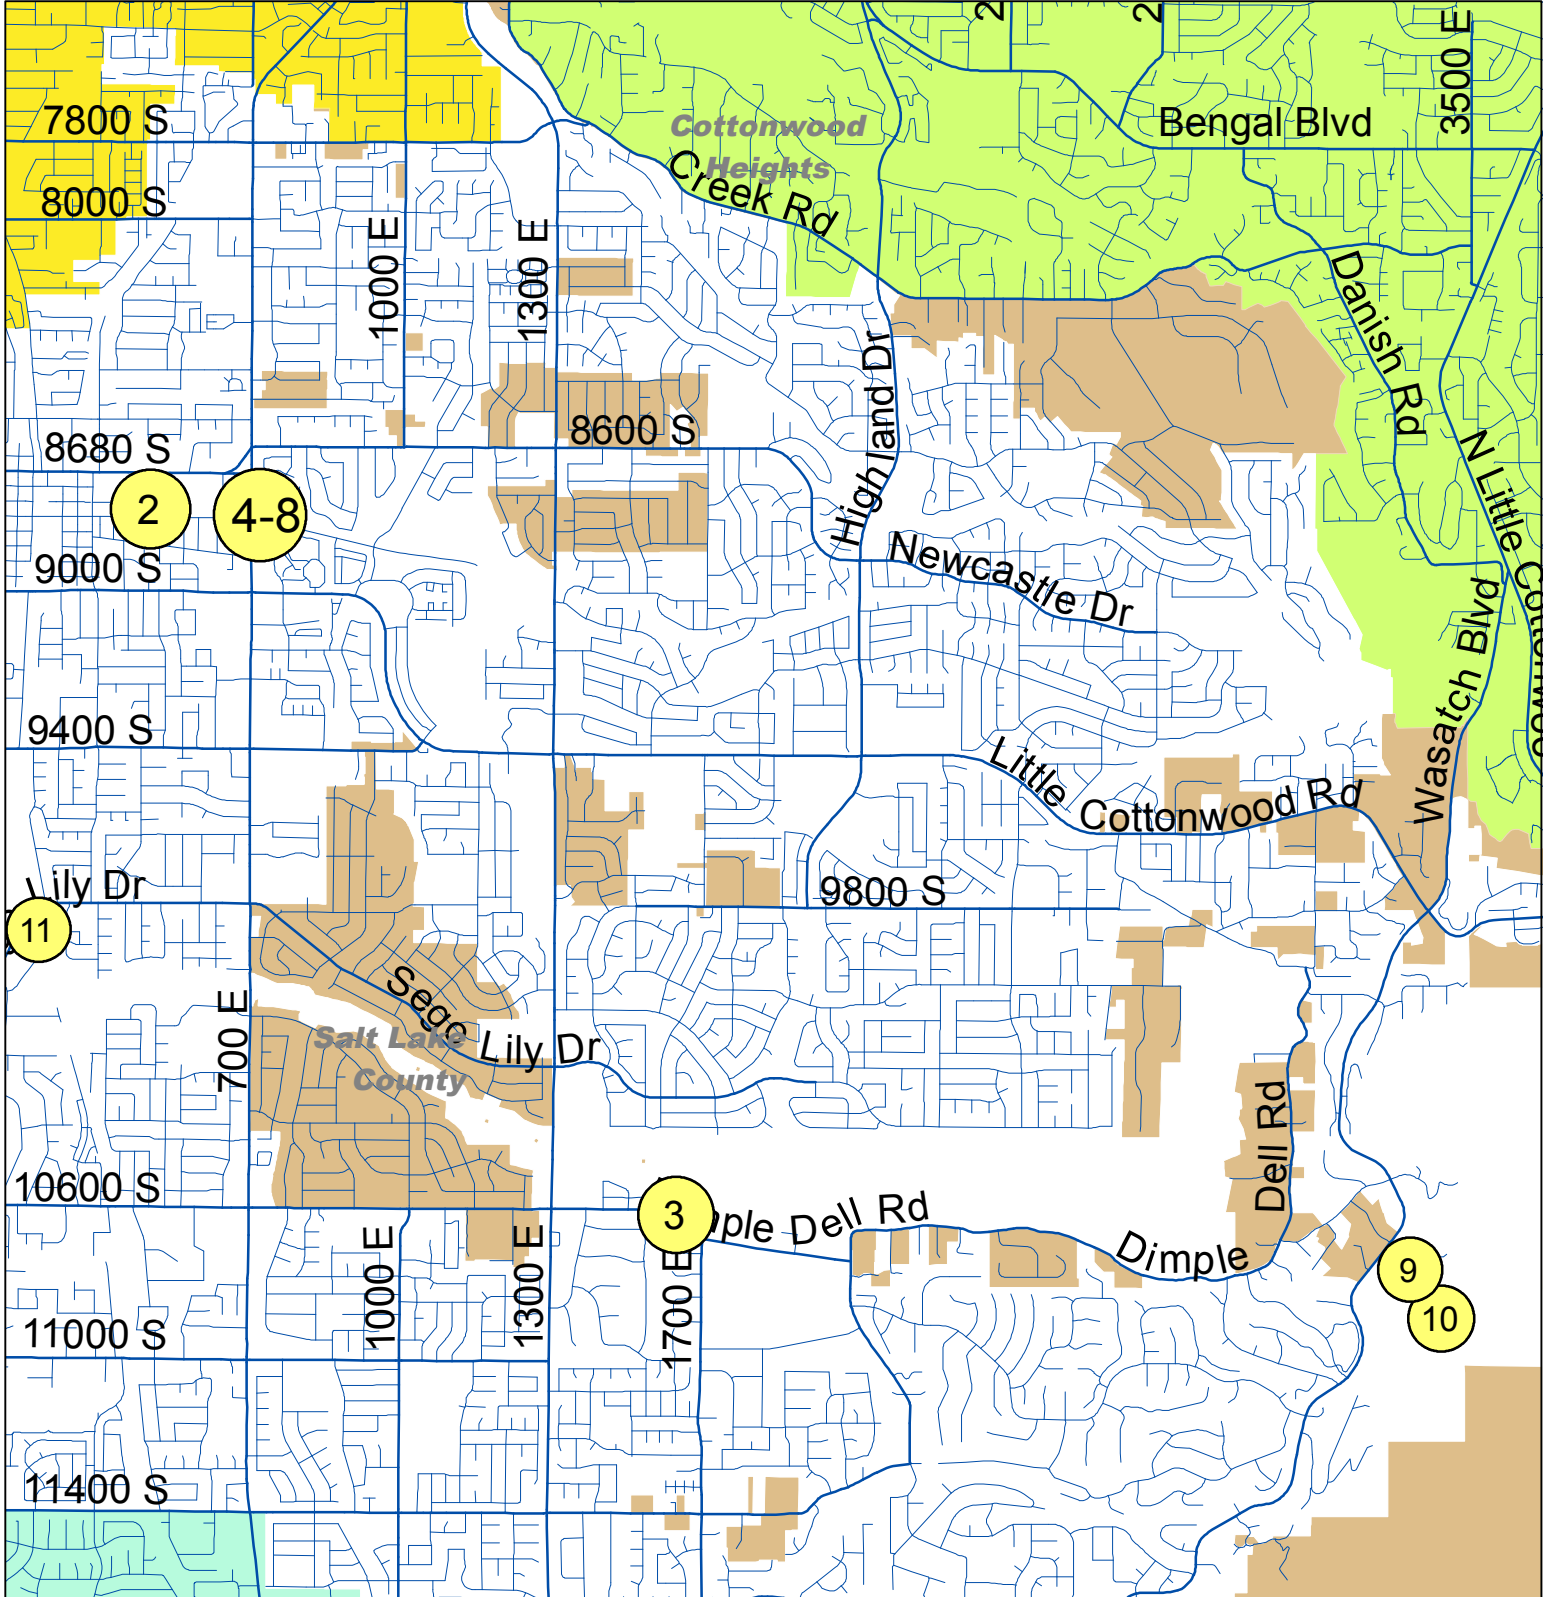 3500 E
7800 S
Cottonwood
Heights
Bengal Blvd
Creek Rd
8000 S
1000 E
1300 E
Danish Rd
Highland Dr
8680 S
8600 S
N Little Cottonwood
2
4-8
9000 S
Newcastle Dr
Wasatch Blvd
9400 S
Little Cottonwood Rd
Lily Dr
9800 S
11
Sego Lily Dr
700 E
Salt Lake
County
Dell Rd
10600 S
3
Dell Rd
Dimple
1000 E
1300 E
1700 E
9
10
11000 S
11400 S